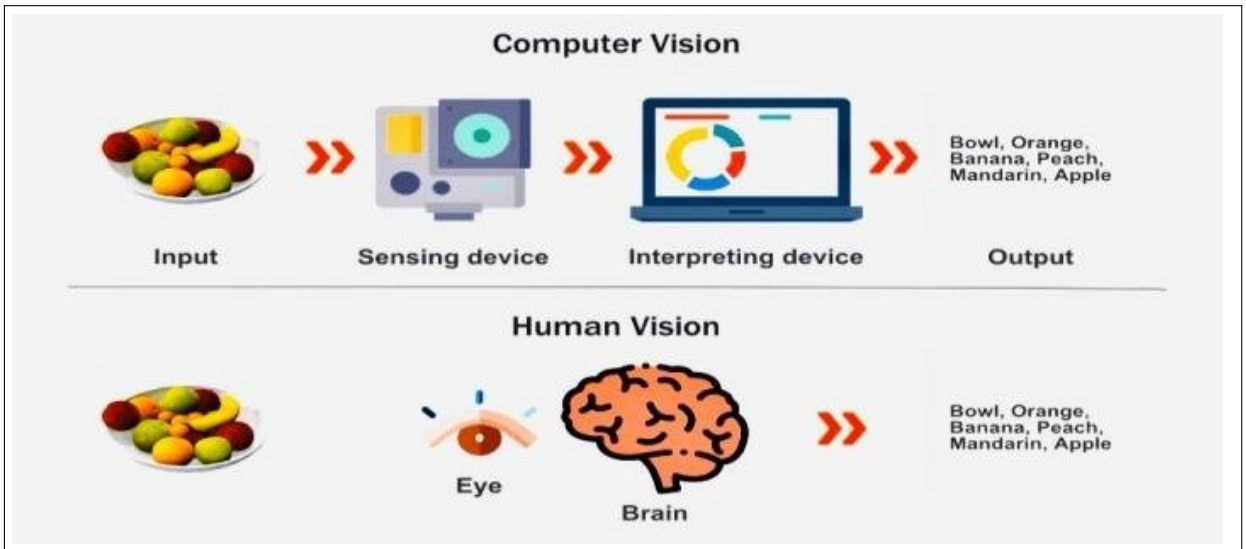 Computer Vision
Bowl, Orange,
Banana, Peach,
Mandarin, Apple
Input
Sensing device
Interpreting device
Output
Human Vision
Bowl, Orange,
Banana, Peach,
Mandarin, Apple
Eye
Brain